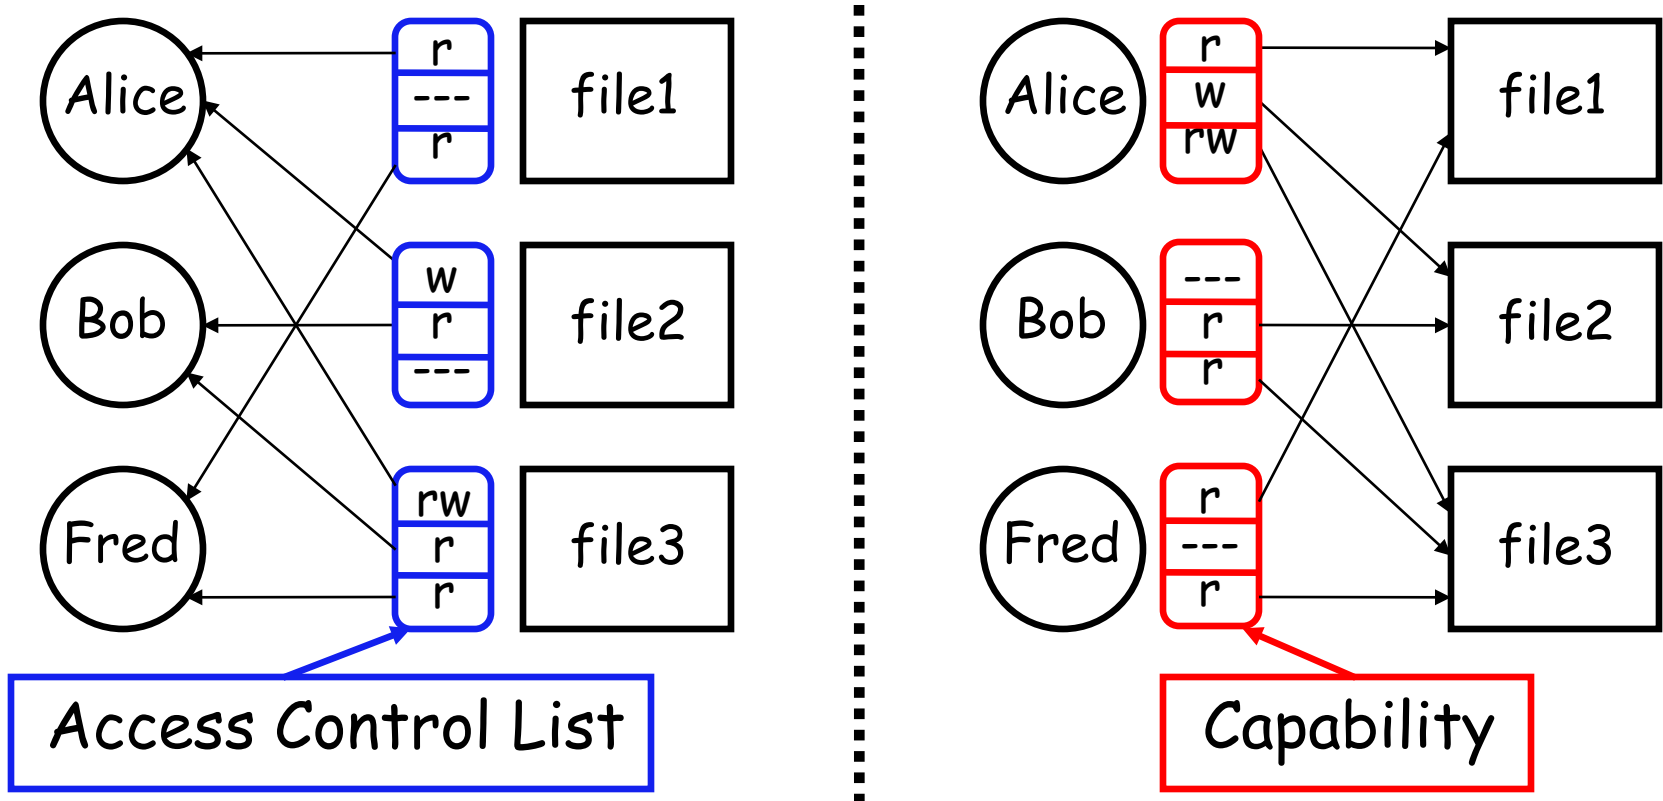 Alice
r
---
r
file1
Bob
w
r
---
file2
Fred
rw
r
r
file3
Access Control List
Alice
r
w
rw
file1
Bob
---
r
r
file2
Fred
r
---
r
file3
Capability